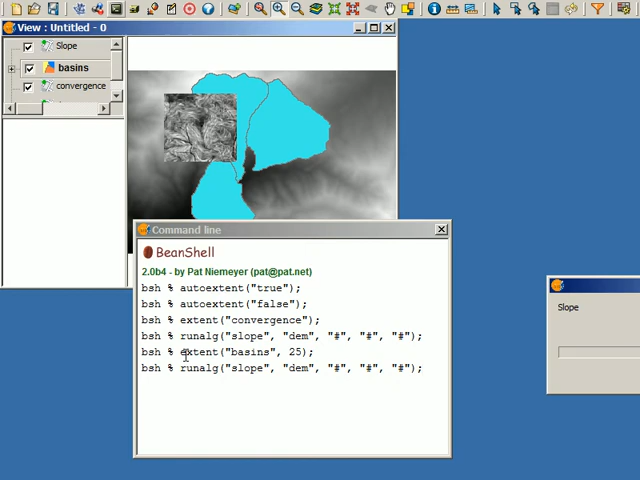 View : Untitled - 0
Slope
basins
convergence
Command line
BeanShell
2.0b4 - by Pat Niemeyer (pat@pat.net)
bsh % autoextent("true");
bsh % autoextent("false");
bsh % extent("convergence");
bsh % runalg("slope", "dem", "#", "#", "#");
bsh % extent("basins", 25);
bsh % runalg("slope", "dem", "#", "#", "#");
Slope